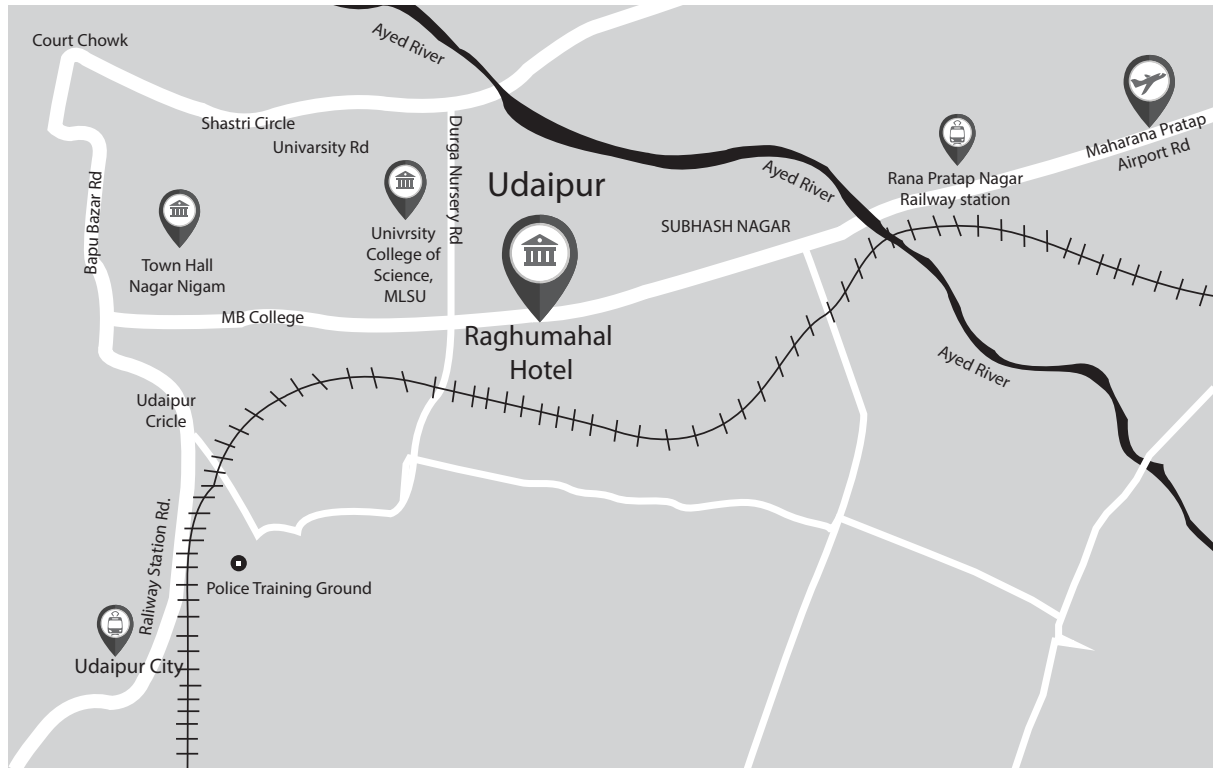 Court Chowk
Ayed River
Shastri Circle
Univarsity Rd
Durga Nursery Rd
Maharana Pratap
Airport Rd
Rana Pratap Nagar
Railway station
Ayed River
Udaipur
SUBHASH NAGAR
Bapu Bazar Rd
Town Hall
Nagar Nigam
Univrsity
College of
Science,
MLSU
MB College
Raghumahal
Hotel
Ayed River
Udaipur
Cricle
Raliway Station Rd.
Police Training Ground
Udaipur City